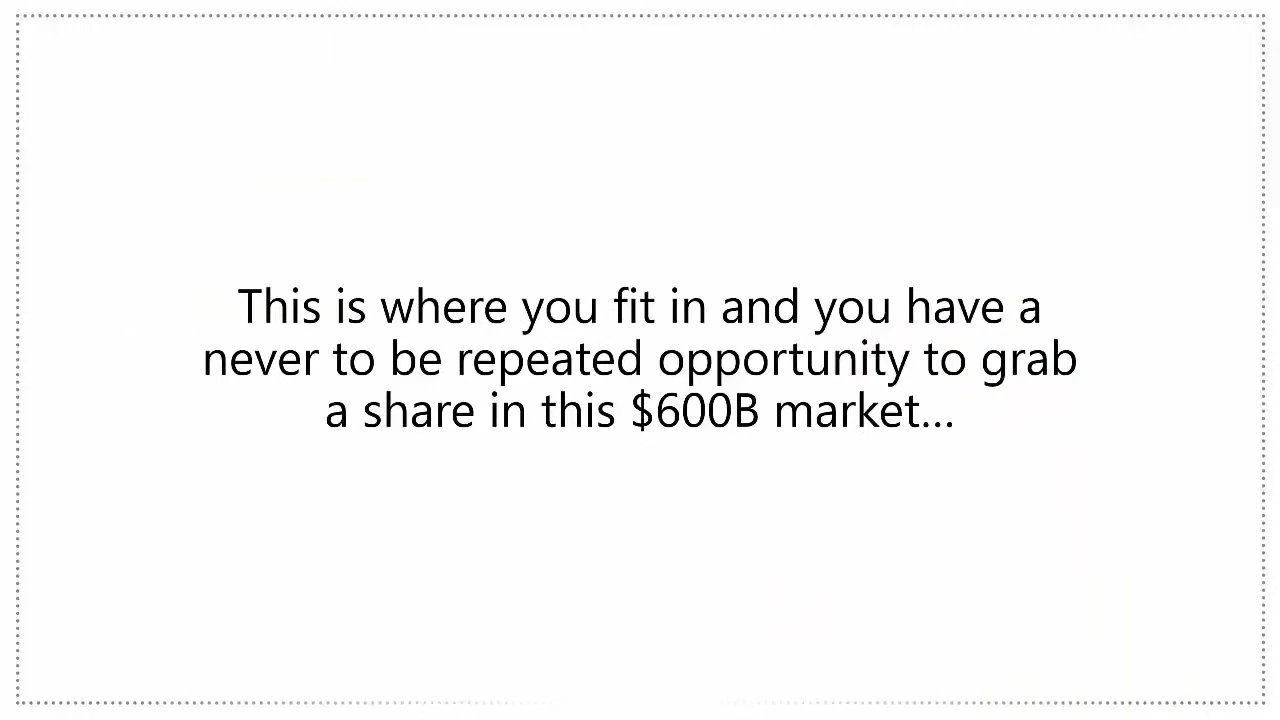 This is where you fit in and you have a
never to be repeated opportunity to grab
a share in this $600B market...